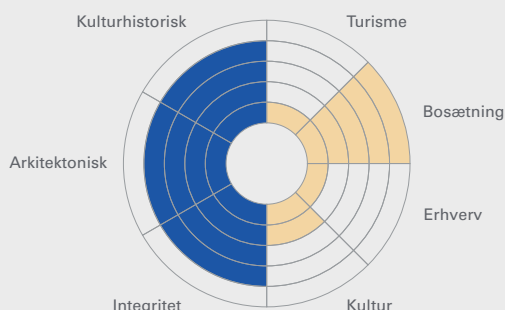 Kulturhistorisk
Turisme
Bosætning
Arkitektonisk
Erhverv
Integritet
Kultur